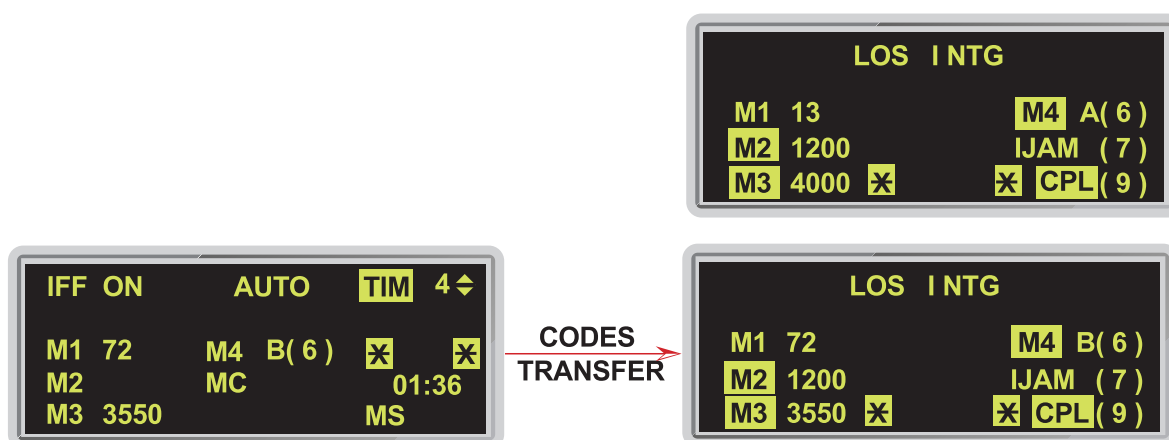 LOS I NTG
M1 13 M4 A( 6 )
M2 1200 IJAM ( 7 )
M3 4000 * * CPL ( 9 )
IFF ON AUTO TIM 4
M1 72 M4 B( 6 ) * *
M2 MC 01:36
M3 3550 MS
CODES
TRANSFER
LOS I NTG
M1 72 M4 B( 6 )
M2 1200 IJAM ( 7 )
M3 3550 * * CPL ( 9 )